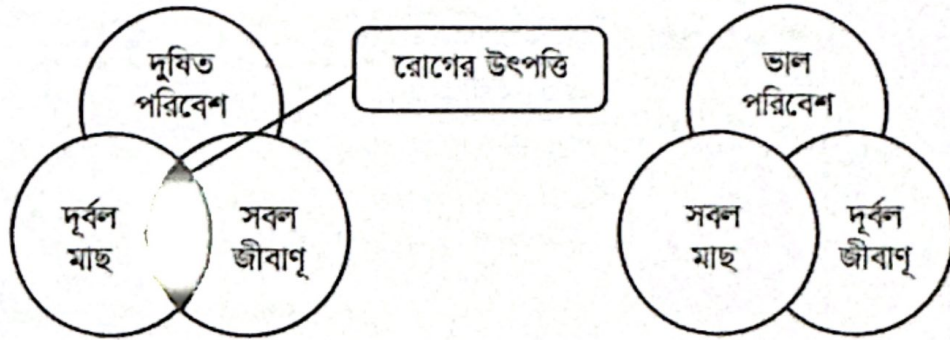 দুষিত
পরিবেশ
রোগের উৎপত্তি
দূর্বল
মাছ
সবল
জীবাণূ
ভাল
পরিবেশ
সবল
মাছ
দূর্বল
জীবাণূ